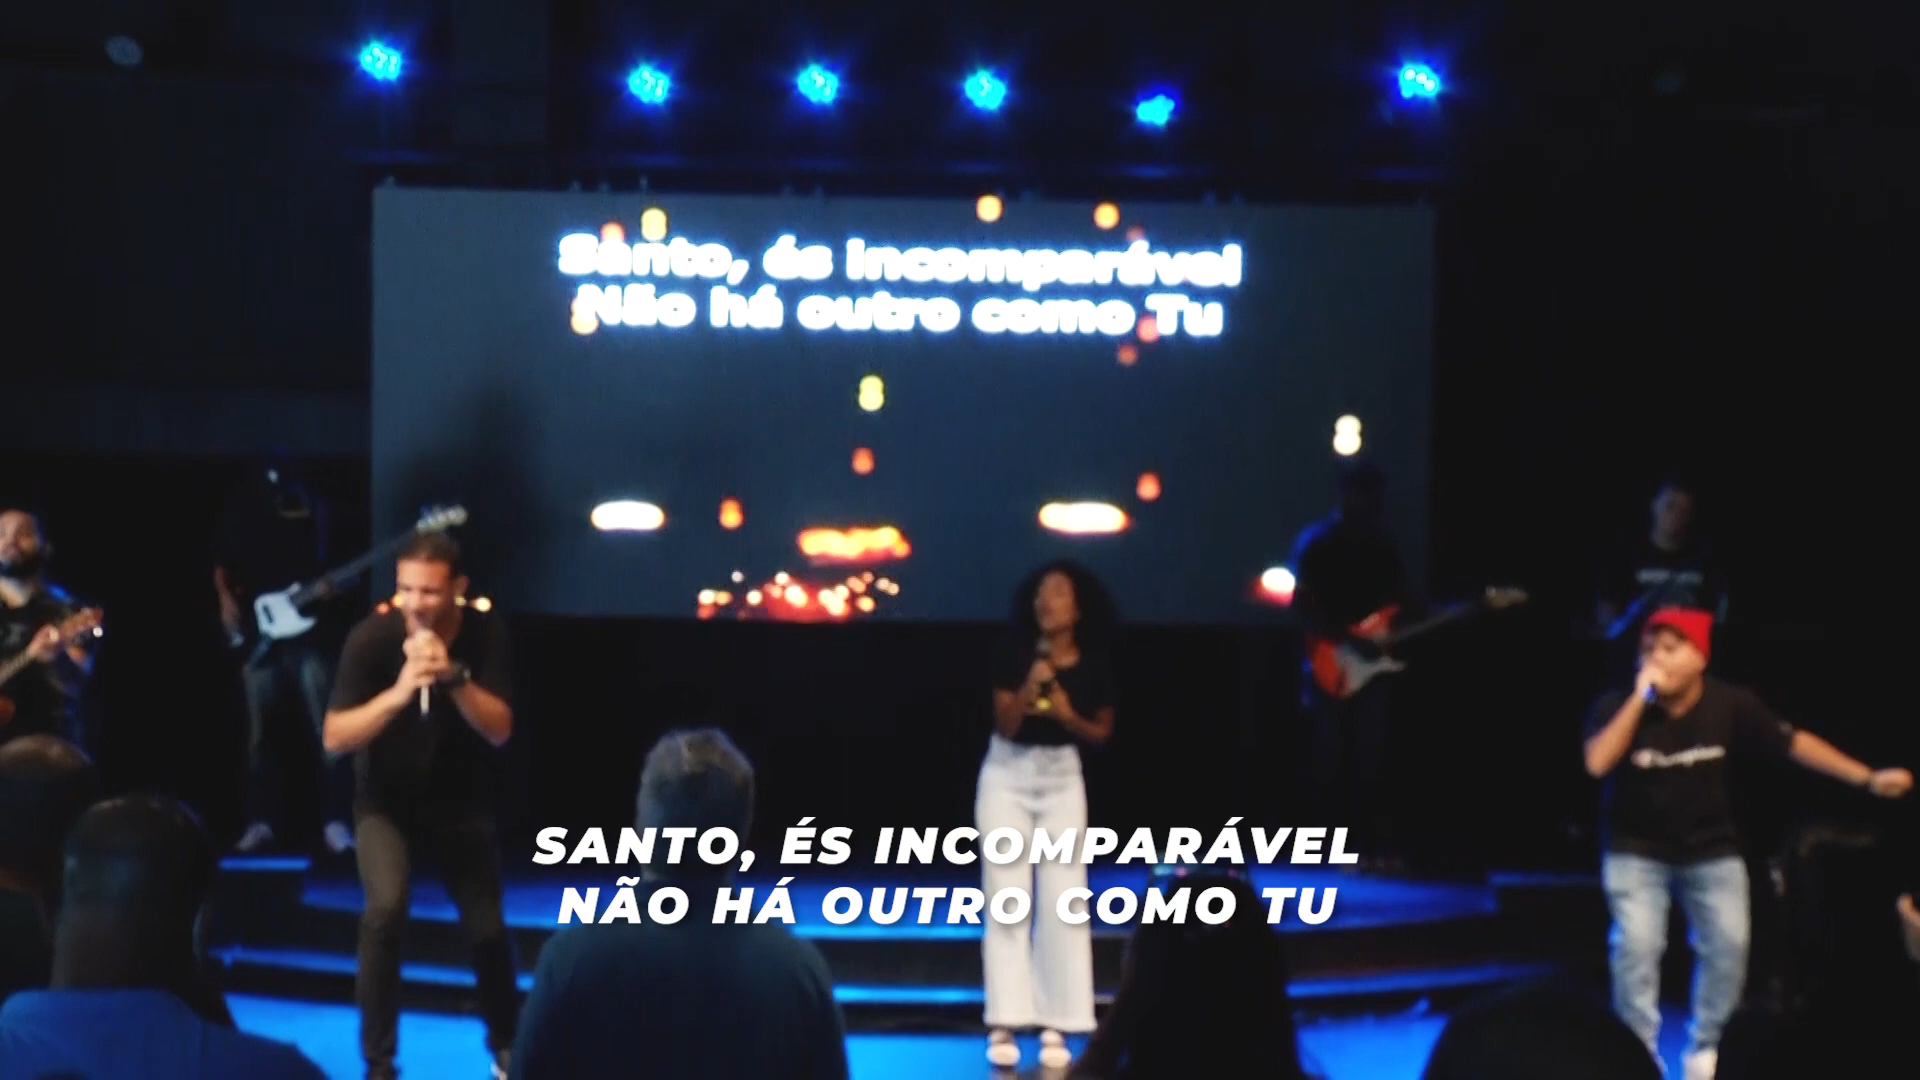 Santo, és incomparável
Não há outro como Tu
SANTO, ÉS INCOMPARÁVEL
NÃO HÁ OUTRO COMO TU